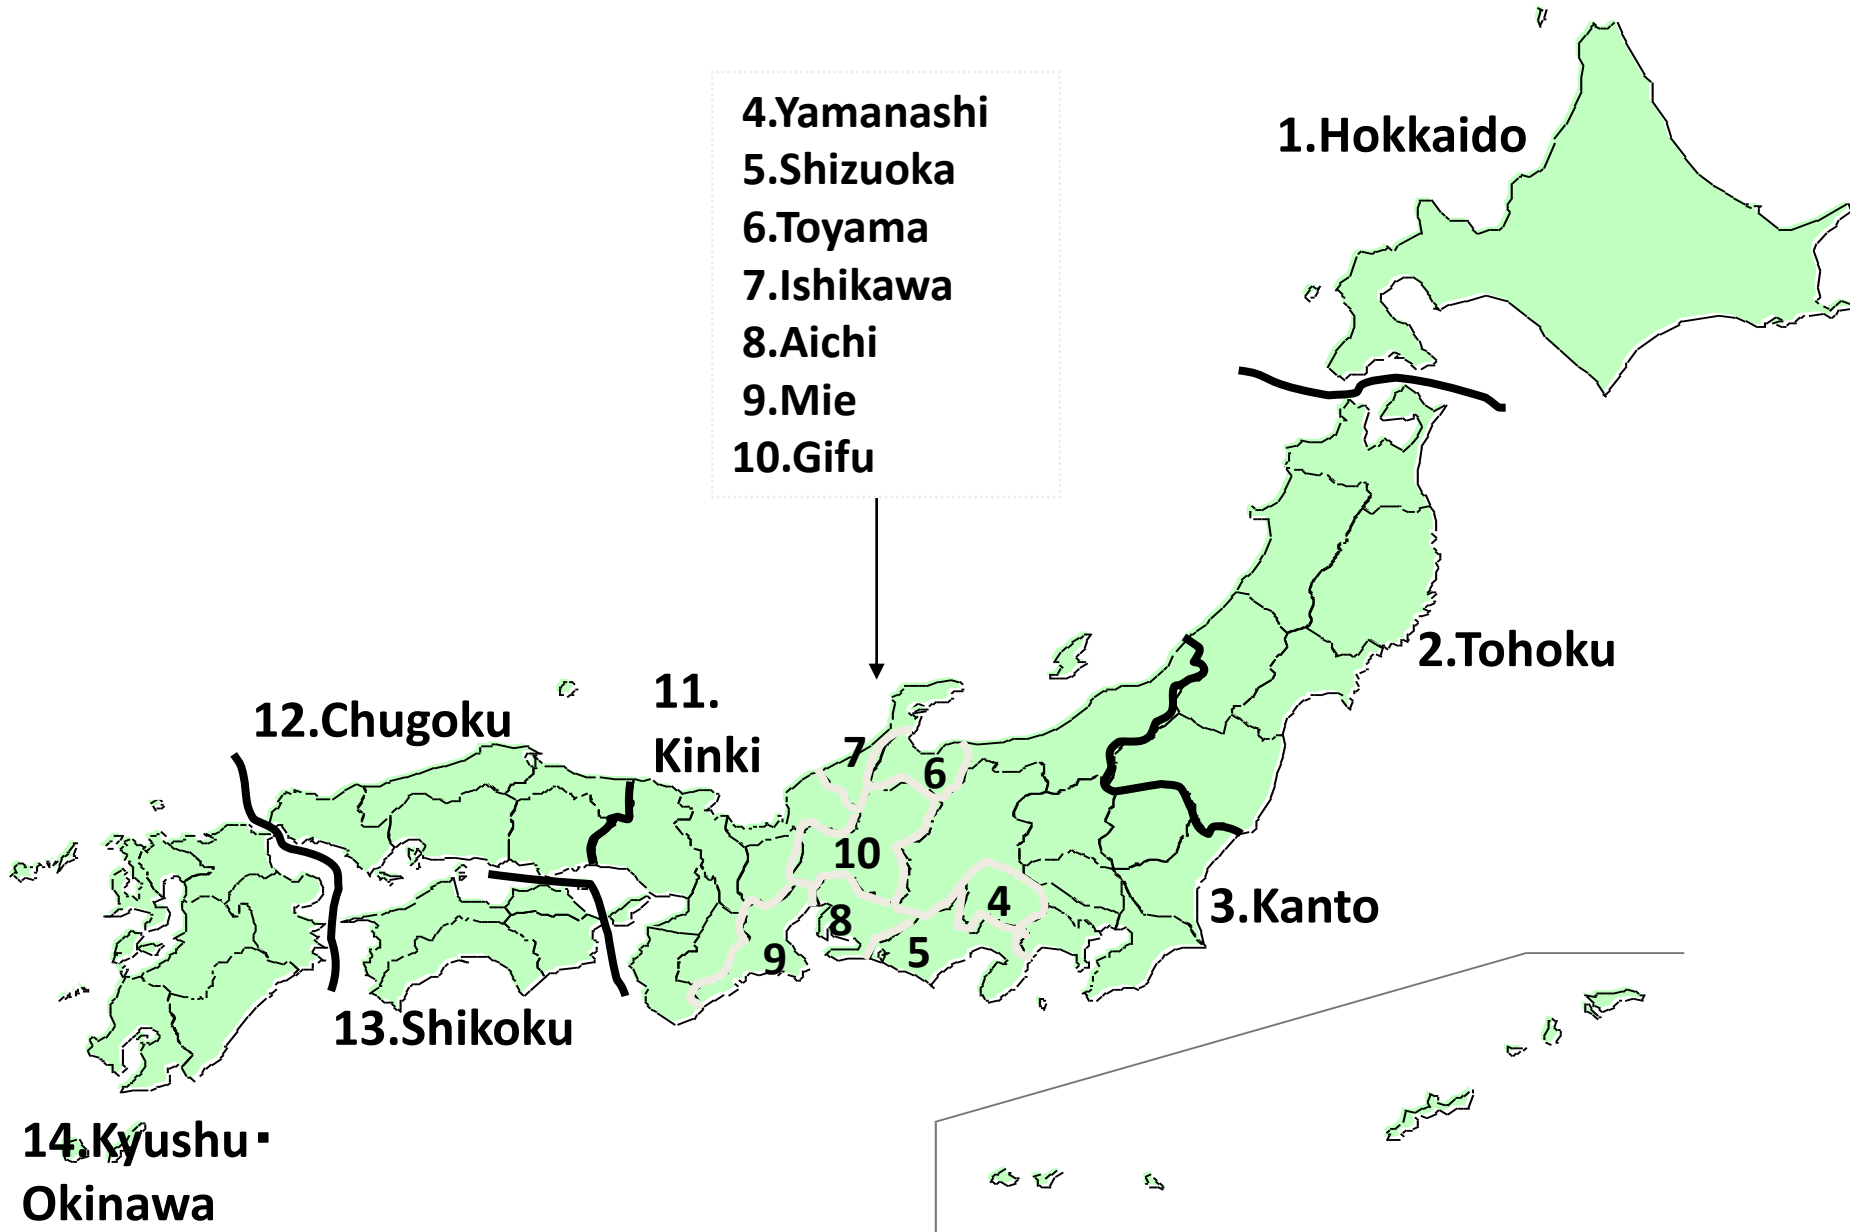 1.Hokkaido
4.Yamanashi
5.Shizuoka
6.Toyama
7.Ishikawa
8.Aichi
9.Mie
10.Gifu
2.Tohoku
11.
Kinki
12.Chugoku
7
6
10
4
3.Kanto
8
5
9
13.Shikoku
14.Kyushu・
Okinawa